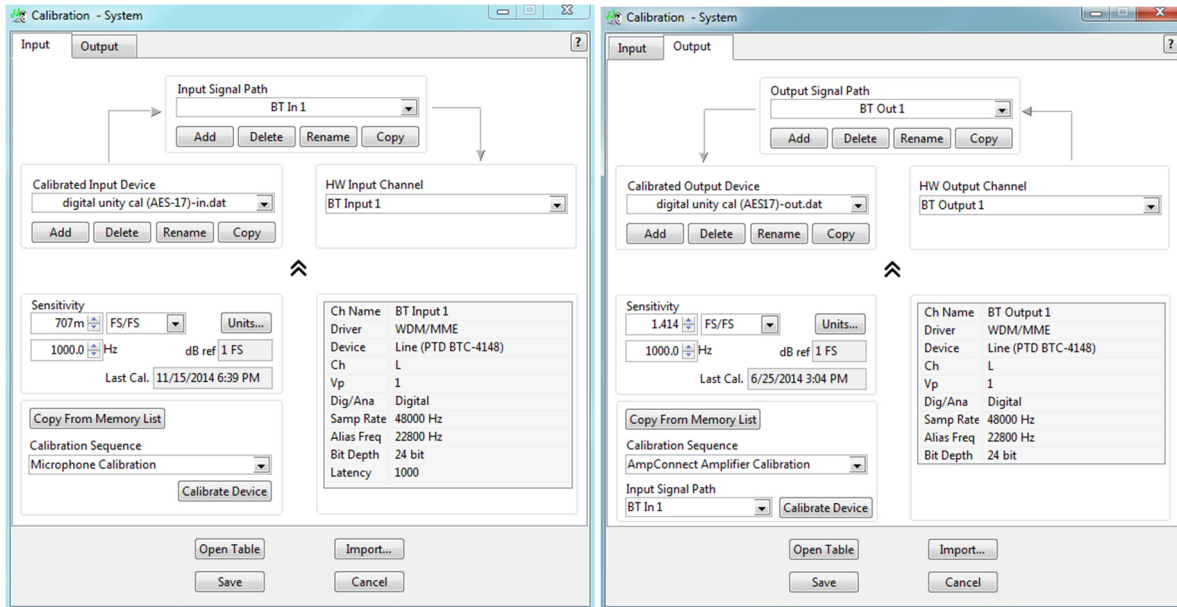 Calibration - System
Input Output ?
Input Signal Path
BT In 1
Add Delete Rename Copy
Calibrated Input Device
digital unity cal (AES-17)-in.dat
Add Delete Rename Copy
HW Input Channel
BT Input 1
Sensitivity
707m FS/FS Units...
1000.0 Hz dB ref 1 FS
Last Cal. 11/15/2014 6:39 PM
Copy From Memory List
Calibration Sequence
Microphone Calibration
Calibrate Device
Ch Name BT Input 1
Driver WDM/MME
Device Line (PTD BTC-4148)
Ch L
Vp 1
Dig/Ana Digital
Samp Rate 48000 Hz
Alias Freq 22800 Hz
Bit Depth 24 bit
Latency 1000
Open Table Import...
Save Cancel
Calibration - System
Input Output ?
Output Signal Path
BT Out 1
Add Delete Rename Copy
Calibrated Output Device
digital unity cal (AES17)-out.dat
Add Delete Rename Copy
HW Output Channel
BT Output 1
Sensitivity
1.414 FS/FS Units...
1000.0 Hz dB ref 1 FS
Last Cal. 6/25/2014 3:04 PM
Copy From Memory List
Calibration Sequence
AmpConnect Amplifier Calibration
Input Signal Path
BT In 1 Calibrate Device
Ch Name BT Output 1
Driver WDM/MME
Device Line (PTD BTC-4148)
Ch L
Vp 1
Dig/Ana Digital
Samp Rate 48000 Hz
Alias Freq 22800 Hz
Bit Depth 24 bit
Open Table Import...
Save Cancel